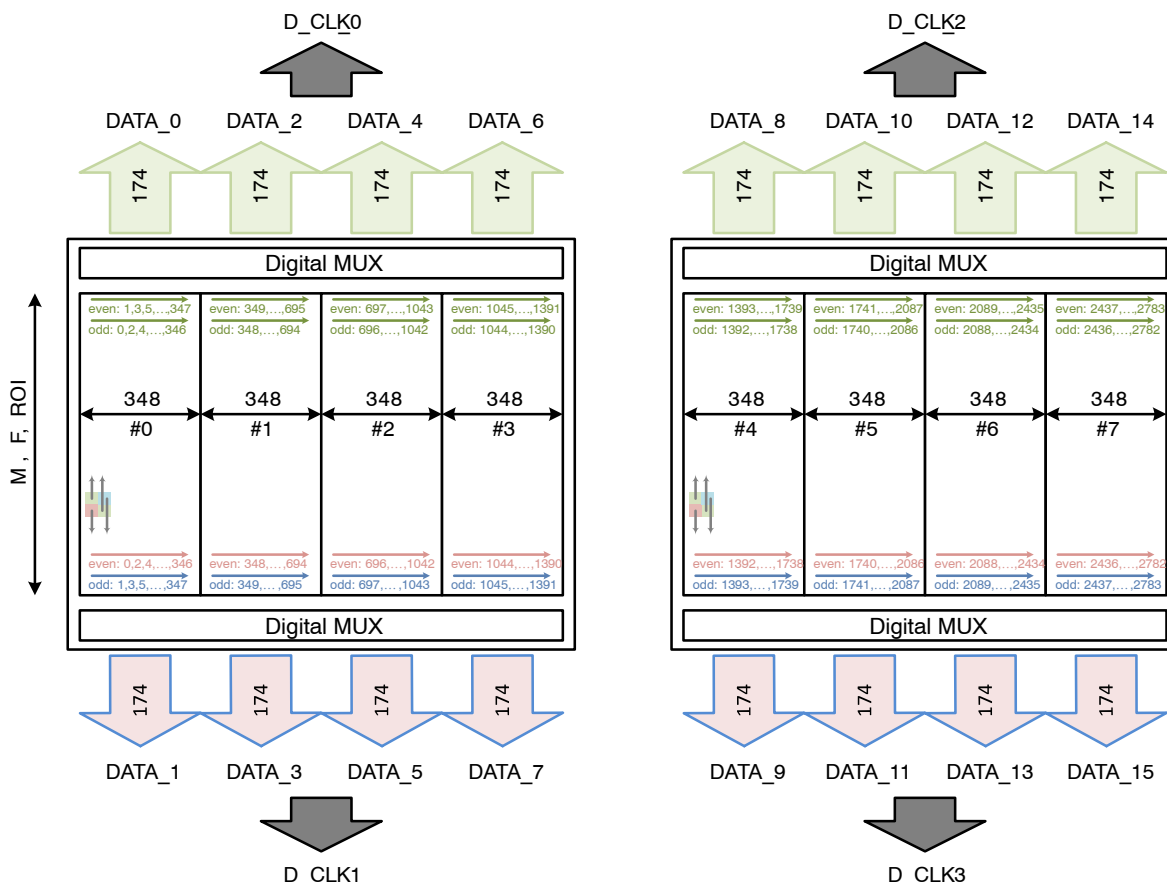 D_CLK0 D_CLK2
DATA_0 DATA_2 DATA_4 DATA_6 DATA_8 DATA_10 DATA_12 DATA_14
174 174 174 174 174 174 174 174
Digital MUX Digital MUX
even: 1,3,5,...,347 even: 349,...,695 even: 697,...,1043 even: 1045,...,1391 even: 1393,...,1739 even: 1741,...,2087 even: 2089,...,2435 even: 2437,...,2783
odd: 0,2,4,...,346 odd: 348,...,694 odd: 696,...,1042 odd: 1044,...,1390 odd: 1392,...,1738 odd: 1740,...,2086 odd: 2088,...,2434 odd: 2436,...,2782
M , F, ROI
348 348 348 348 348 348 348 348
#0 #1 #2 #3 #4 #5 #6 #7
even: 0,2,4,...,346 even: 348,...,694 even: 696,...,1042 even: 1044,...,1390 even: 1392,...,1738 even: 1740,...,2086 even: 2088,...,2434 even: 2436,...,2782
odd: 1,3,5,...,347 odd: 349,...,695 odd: 697,...,1043 odd: 1045,...,1391 odd: 1393,...,1739 odd: 1741,...,2087 odd: 2089,...,2435 odd: 2437,...,2783
Digital MUX Digital MUX
174 174 174 174 174 174 174 174
DATA_1 DATA_3 DATA_5 DATA_7 DATA_9 DATA_11 DATA_13 DATA_15
D_CLK1 D_CLK3